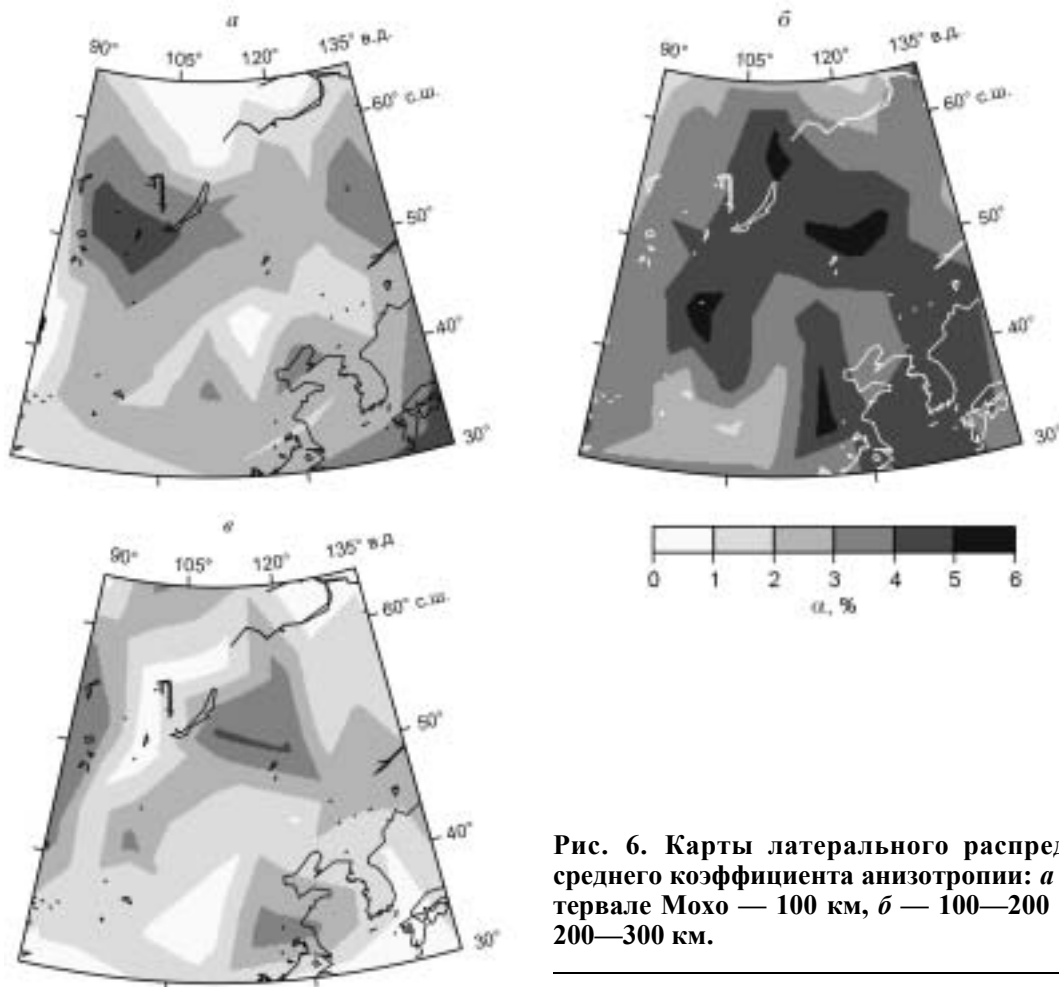 а
90° 105° 120° 135° в.д.
60° с.ш.
50°
40°
30°
б
90° 105° 120° 135° в.д.
60° с.ш.
50°
40°
30°
0 1 2 3 4 5 6
α, %
в
90° 105° 120° 135° в.д
60° с.ш.
50°
40°
30°
Рис. 6. Карты латерального распред
среднего коэффициента анизотропии: а
тервале Мохо — 100 км, б — 100—200
200—300 км.